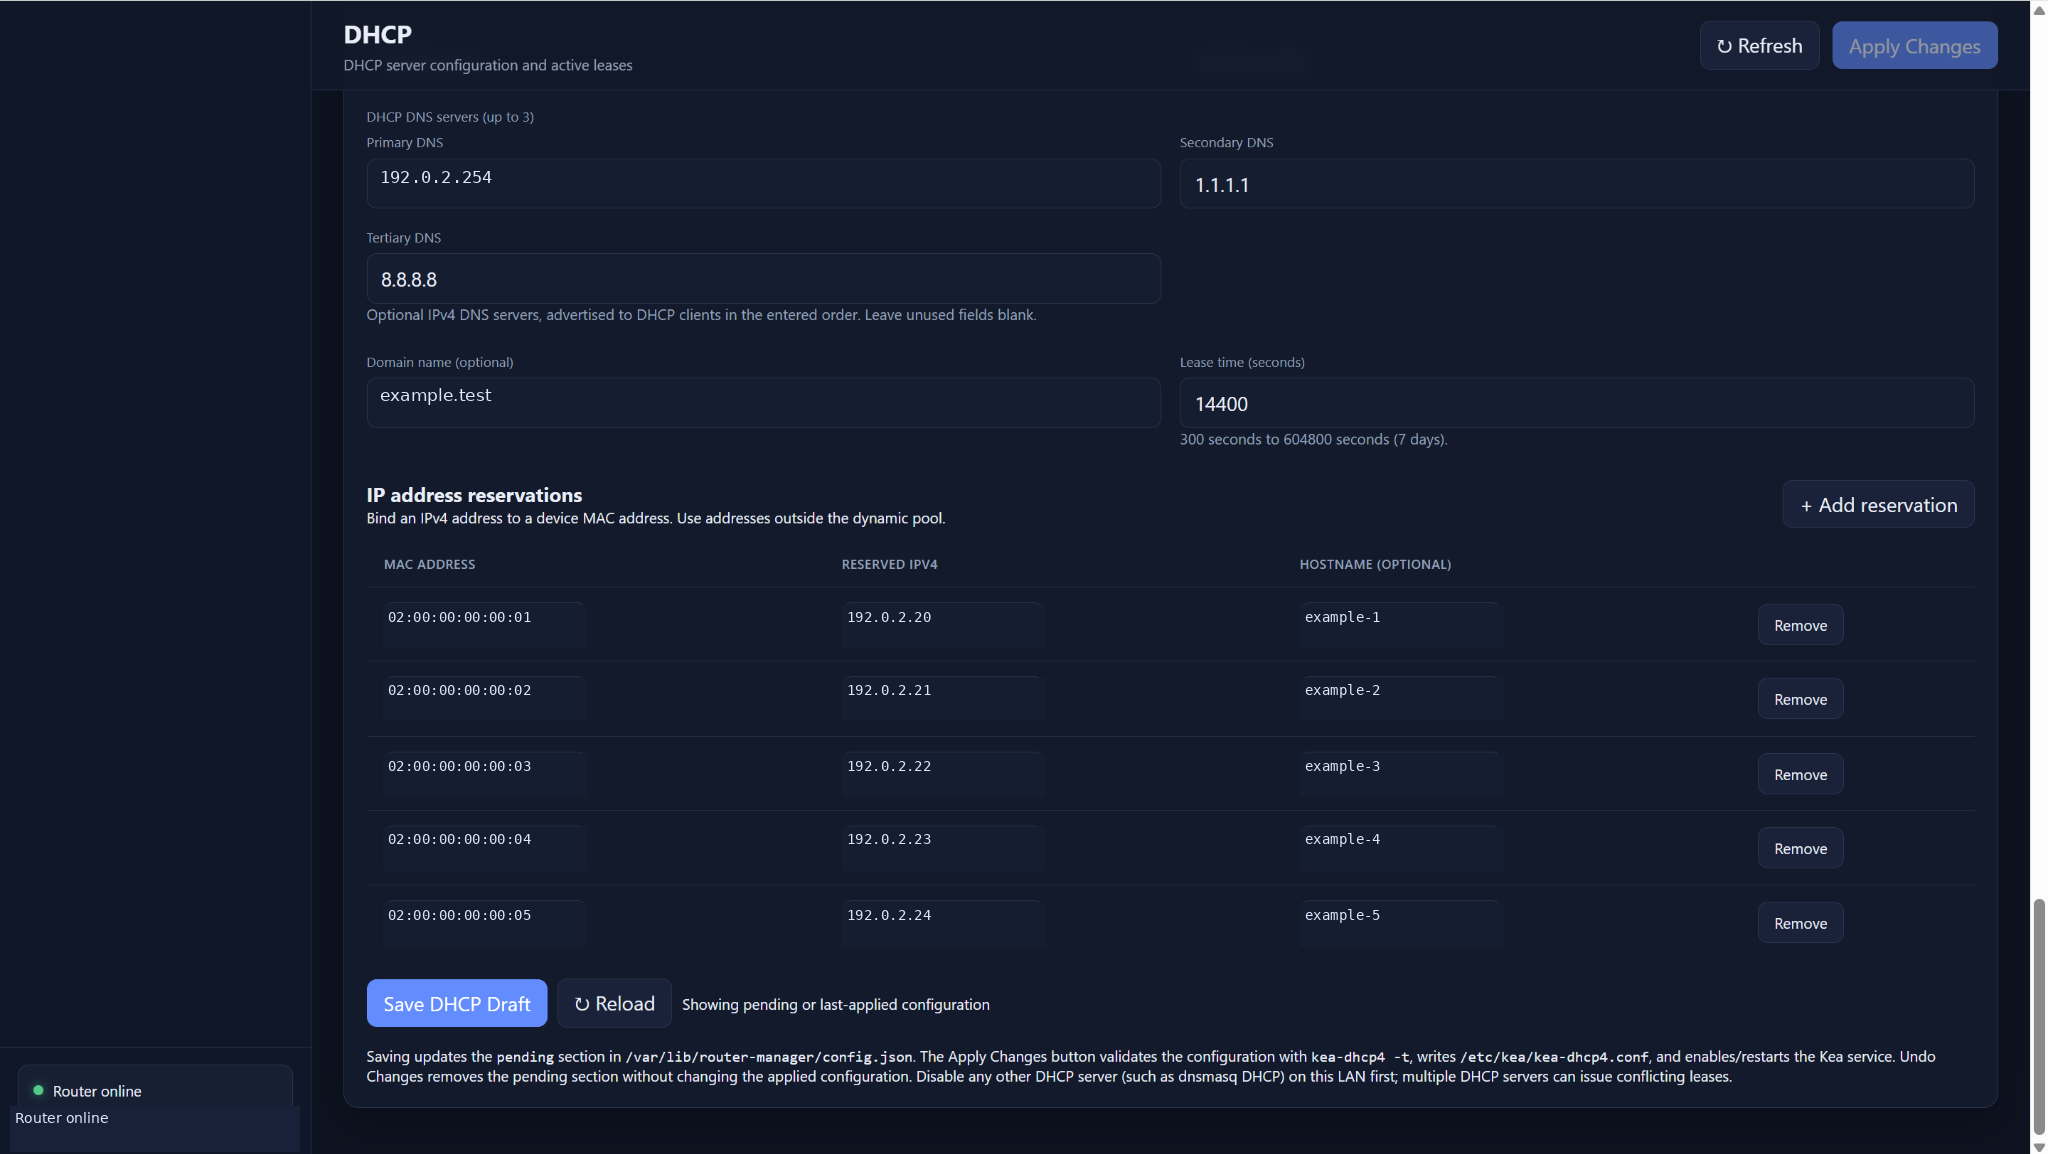 DHCP
DHCP server configuration and active leases
↻ Refresh
Apply Changes
DHCP DNS servers (up to 3)
Primary DNS
Secondary DNS
192.0.2.254
1.1.1.1
Tertiary DNS
8.8.8.8
Optional IPv4 DNS servers, advertised to DHCP clients in the entered order. Leave unused fields blank.
Domain name (optional)
Lease time (seconds)
example.test
14400
300 seconds to 604800 seconds (7 days).
IP address reservations
Bind an IPv4 address to a device MAC address. Use addresses outside the dynamic pool.
+ Add reservation
MAC ADDRESS RESERVED IPV4 HOSTNAME (OPTIONAL)
02:00:00:00:00:01 192.0.2.20 example-1 Remove
02:00:00:00:00:02 192.0.2.21 example-2 Remove
02:00:00:00:00:03 192.0.2.22 example-3 Remove
02:00:00:00:00:04 192.0.2.23 example-4 Remove
02:00:00:00:00:05 192.0.2.24 example-5 Remove
Save DHCP Draft ↻ Reload Showing pending or last-applied configuration
Saving updates the pending section in /var/lib/router-manager/config.json. The Apply Changes button validates the configuration with kea-dhcp4 -t, writes /etc/kea/kea-dhcp4.conf, and enables/restarts the Kea service. Undo
Changes removes the pending section without changing the applied configuration. Disable any other DHCP server (such as dnsmasq DHCP) on this LAN first; multiple DHCP servers can issue conflicting leases.
Router online
Router online